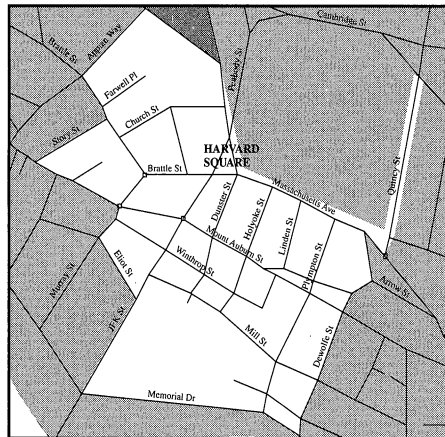 Cambridge St
Brattle St
Appian Way
Peabody St
Farwell Pl
Church St
Story St
HARVARD
SQUARE
Brattle St
Massachusetts Ave
Quincy St
Dunster St
Holyoke St
Linden St
Plympton St
Mount Auburn St
Winthrop St
Eliot St
Murray St
Arrow St
JFK St
Mill St
Dewolfe St
Memorial Dr